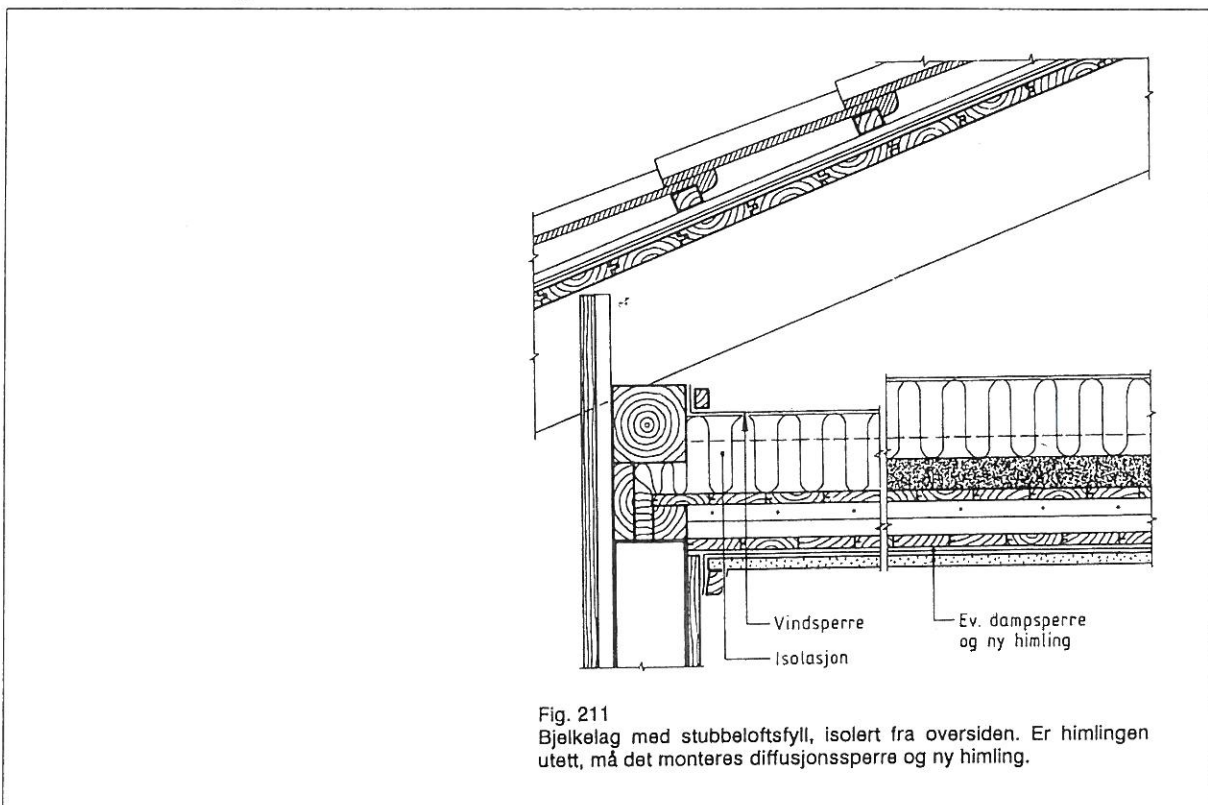 Vindsperre
Isolasjon
Ev. dampsperre
og ny himling
Fig. 211
Bjelkelag med stubbeloftsfyll, isolert fra oversiden. Er himlingen
utett, må det monteres diffusjonssperre og ny himling.